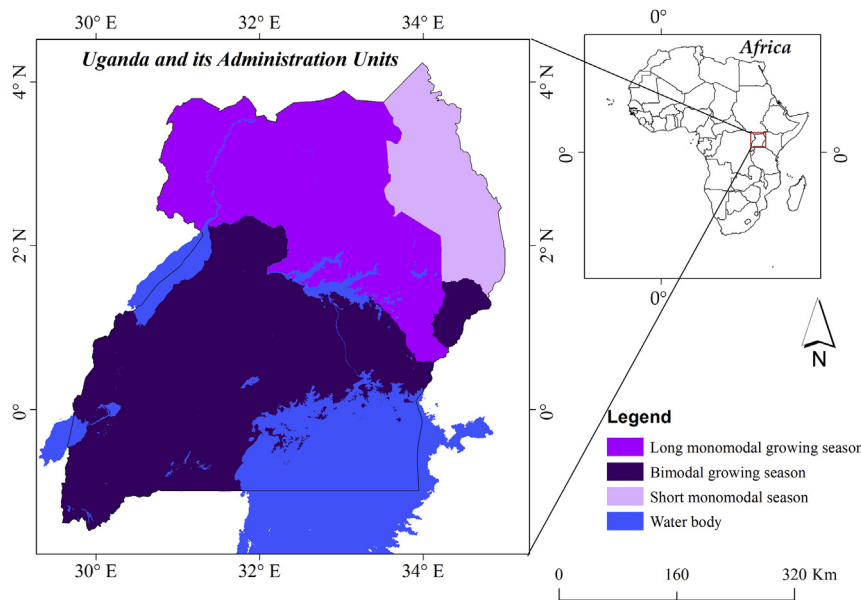 30° E 32° E 34° E
Uganda and its Administration Units
4° N
2° N
0°
4° N
2° N
0°
30° E 32° E 34° E
0°
Africa
0°
0°
0°
N
Legend
Long monomodal growing season
Bimodal growing season
Short monomodal season
Water body
0 160 320 Km